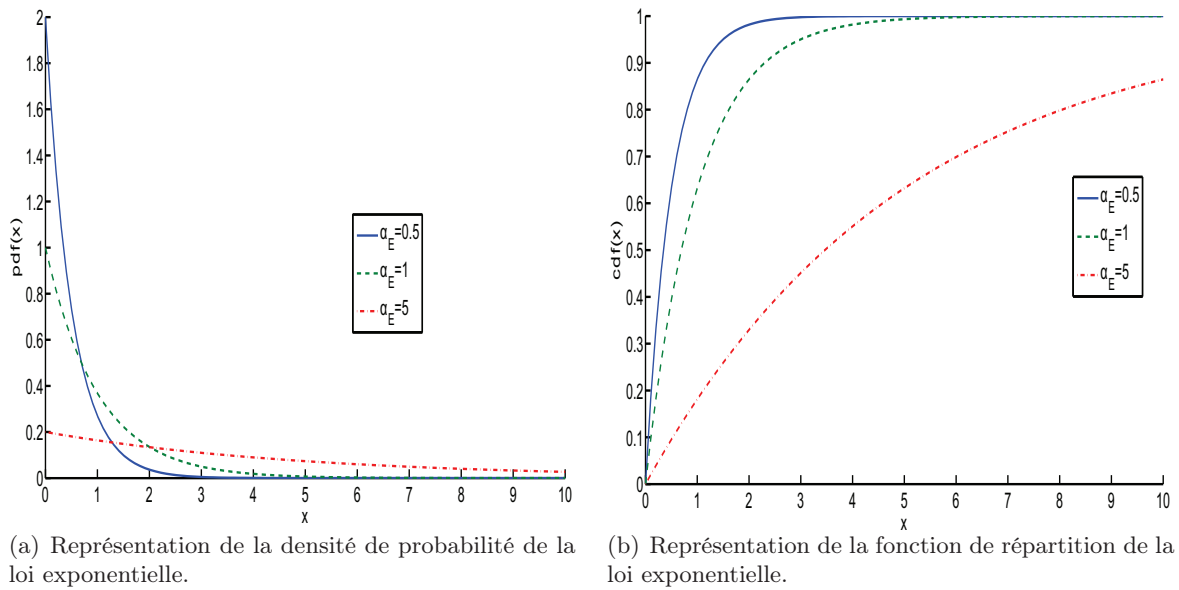 2
1.8
1.6
1.4
1.2
1
0.8
0.6
0.4
0.2
0
pdf(x)
0 1 2 3 4 5 6 7 8 9 10
x
α_E=0.5
α_E=1
α_E=5
(a) Représentation de la densité de probabilité de la
loi exponentielle.
1
0.9
0.8
0.7
0.6
0.5
0.4
0.3
0.2
0.1
0
cdf(x)
0 1 2 3 4 5 6 7 8 9 10
x
α_E=0.5
α_E=1
α_E=5
(b) Représentation de la fonction de répartition de la
loi exponentielle.